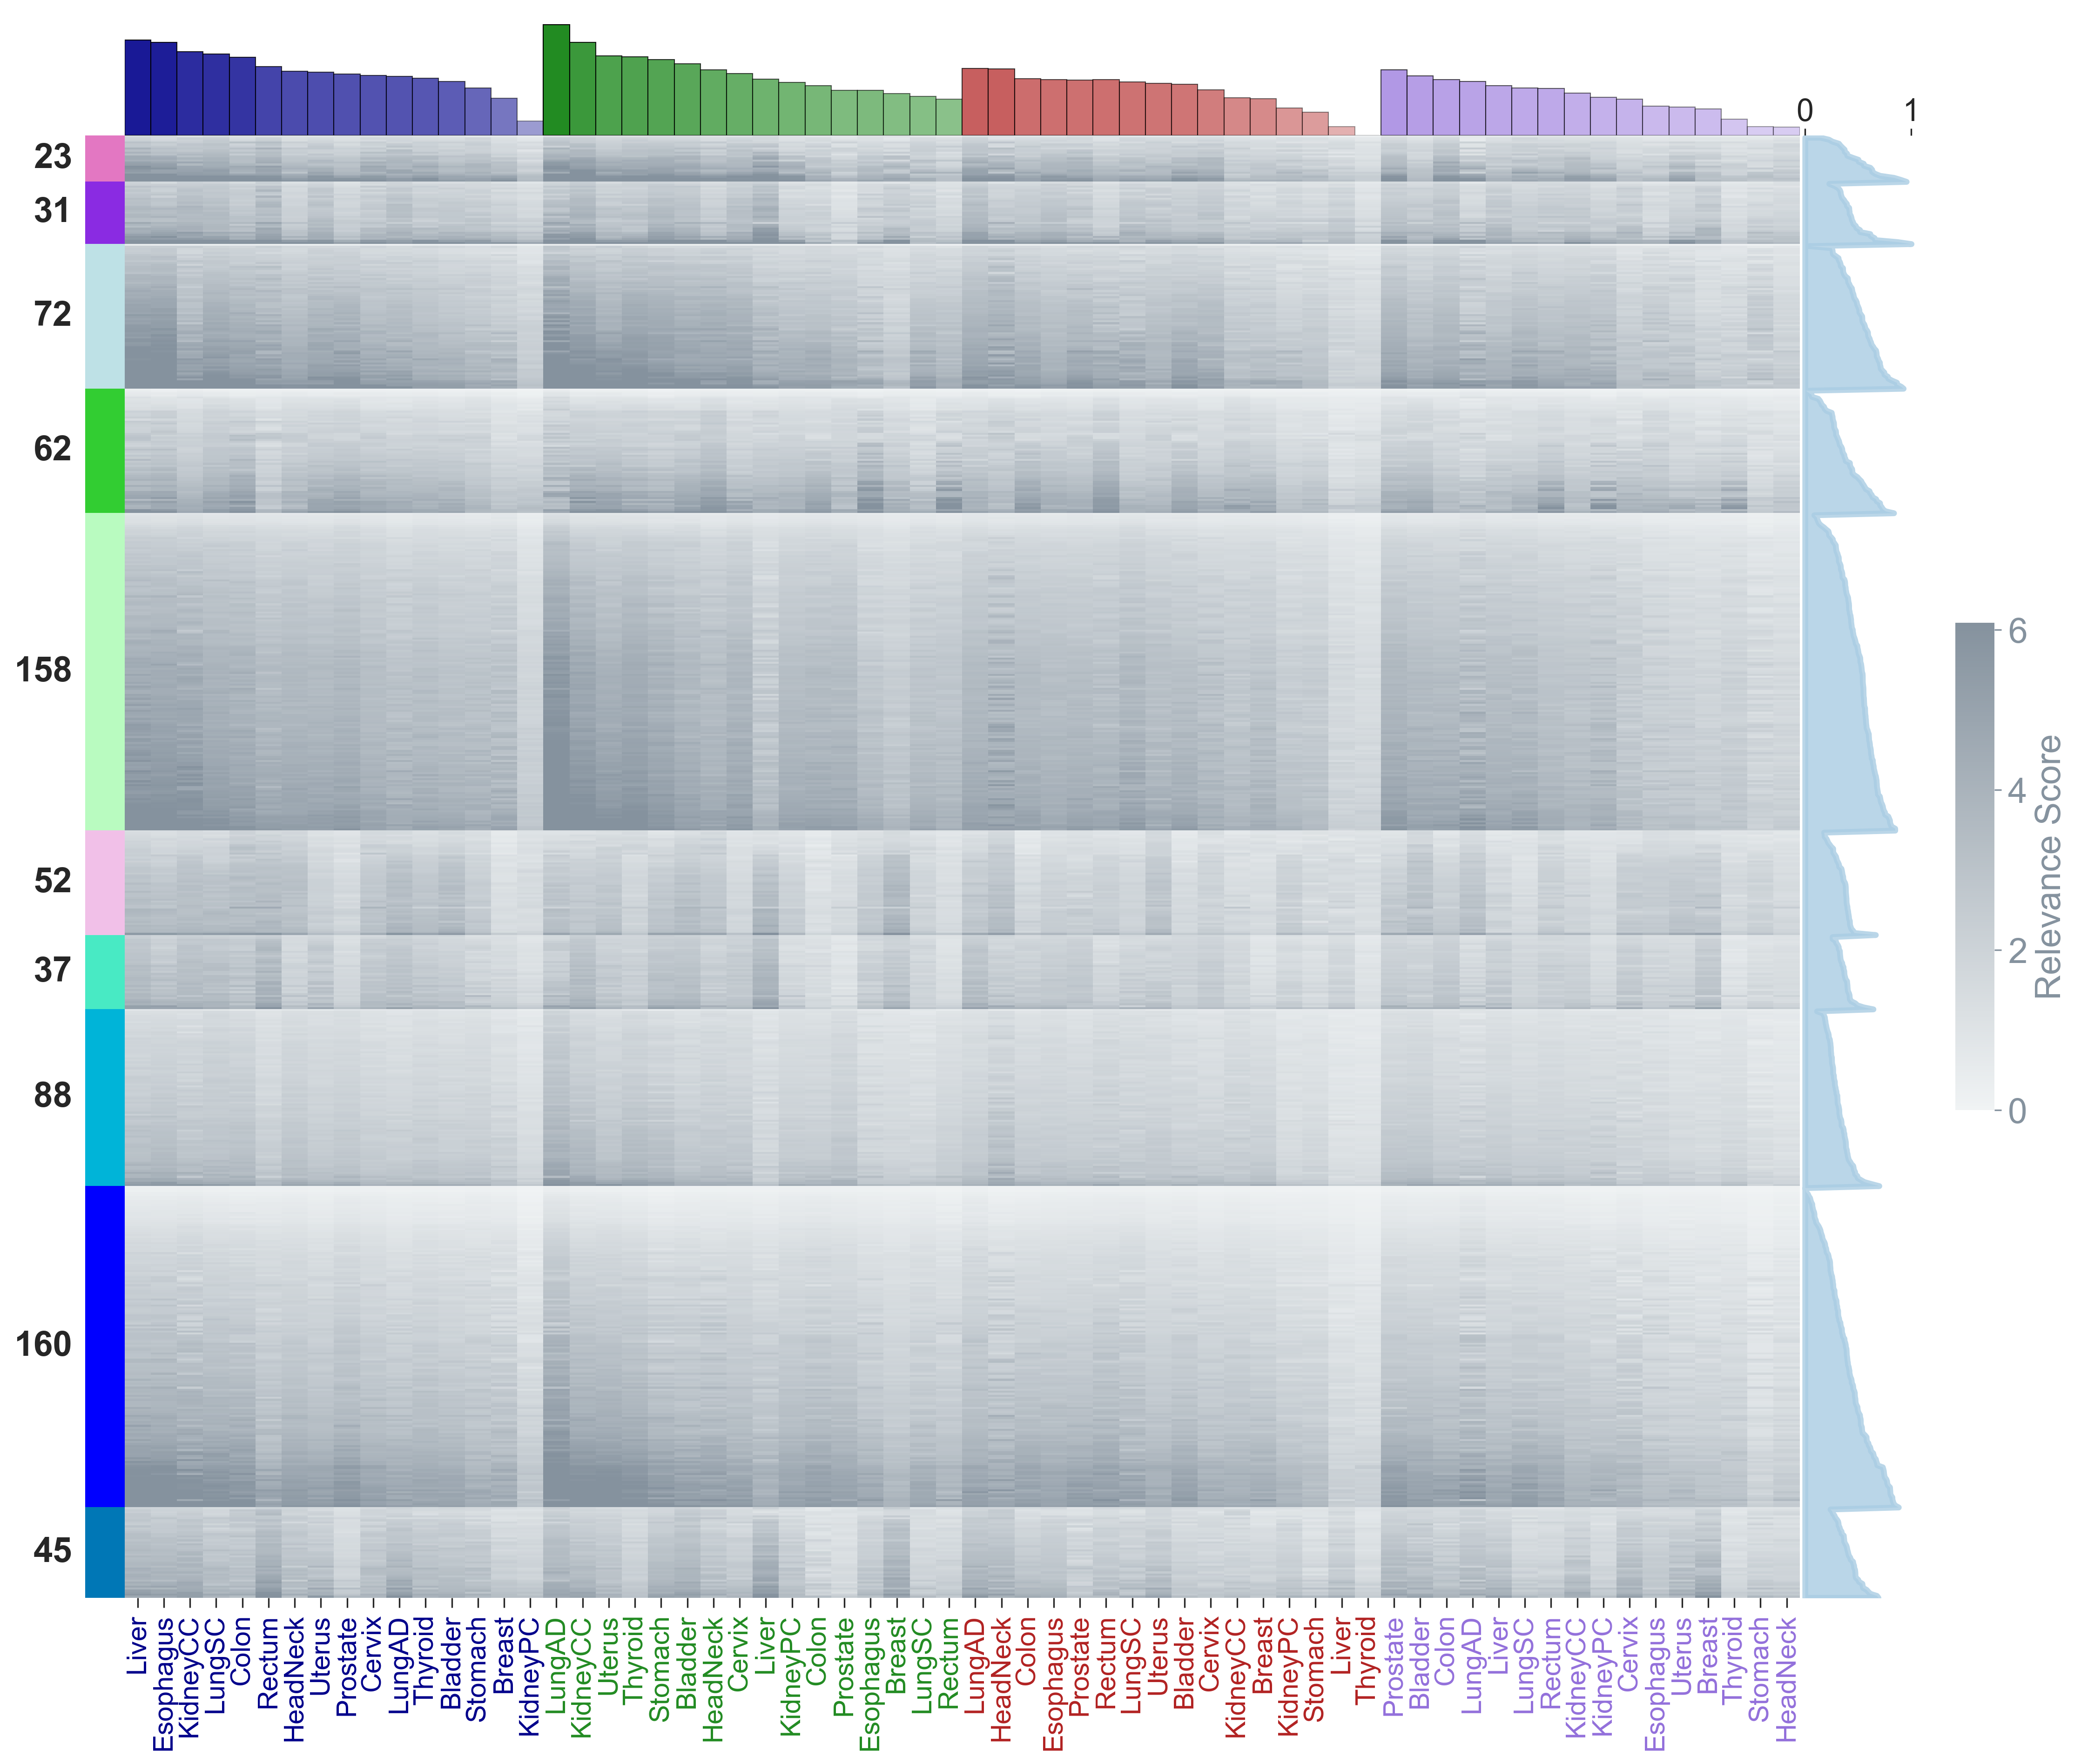 0 1
23
31
72
62
158
52
37
88
160
45
6
4
2
0
Relevance Score
Liver
Esophagus
KidneyCC
LungSC
Colon
Rectum
HeadNeck
Uterus
Prostate
Cervix
LungAD
Thyroid
Bladder
Stomach
Breast
KidneyPC
LungAD
KidneyCC
Uterus
Thyroid
Stomach
Bladder
HeadNeck
Cervix
Liver
KidneyPC
Colon
Prostate
Esophagus
Breast
LungSC
Rectum
LungAD
HeadNeck
Colon
Esophagus
Prostate
Rectum
LungSC
Uterus
Bladder
Cervix
KidneyCC
Breast
KidneyPC
Stomach
Liver
Thyroid
Prostate
Bladder
Colon
LungAD
Liver
LungSC
Rectum
KidneyCC
KidneyPC
Cervix
Esophagus
Uterus
Breast
Thyroid
Stomach
HeadNeck